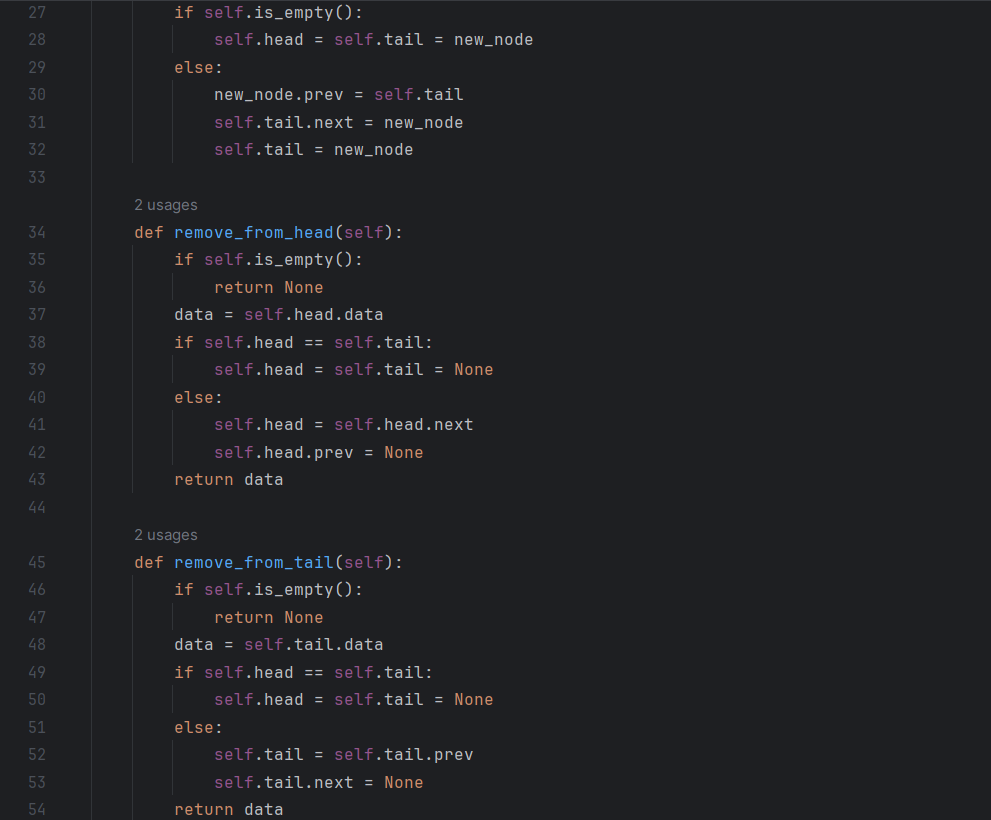 27 if self.is_empty():
28 self.head = self.tail = new_node
29 else:
30 new_node.prev = self.tail
31 self.tail.next = new_node
32 self.tail = new_node
33
2 usages
34 def remove_from_head(self):
35 if self.is_empty():
36 return None
37 data = self.head.data
38 if self.head == self.tail:
39 self.head = self.tail = None
40 else:
41 self.head = self.head.next
42 self.head.prev = None
43 return data
44
2 usages
45 def remove_from_tail(self):
46 if self.is_empty():
47 return None
48 data = self.tail.data
49 if self.head == self.tail:
50 self.head = self.tail = None
51 else:
52 self.tail = self.tail.prev
53 self.tail.next = None
54 return data